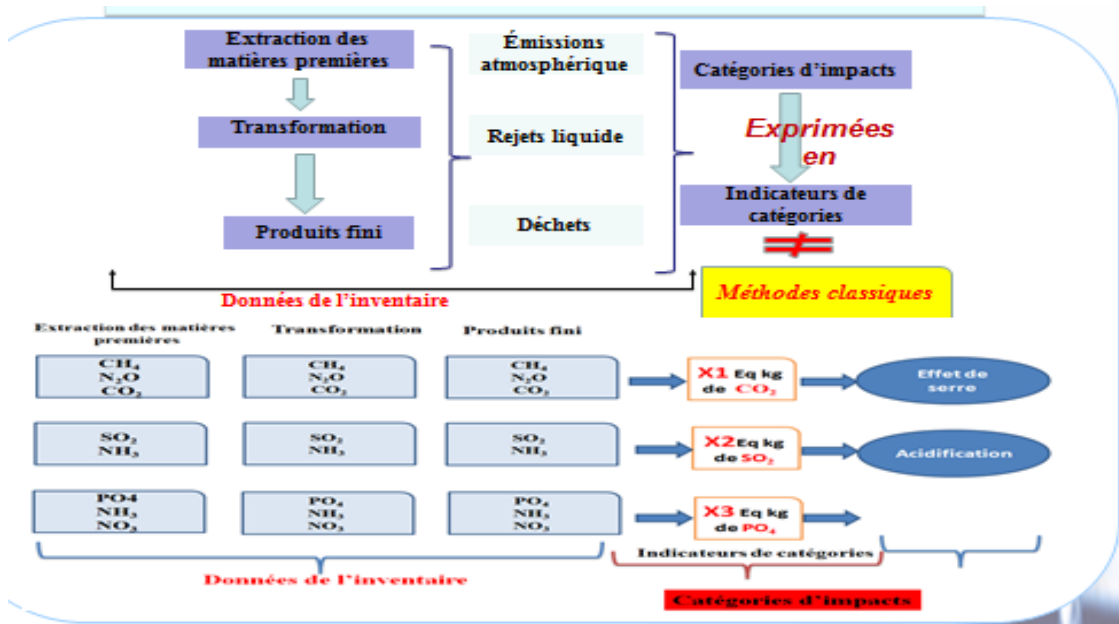 Extraction des
matières premières
Transformation
Produits fini
Émissions
atmosphérique
Rejets liquide
Déchets
Catégories d'impacts
Exprimées
en
Indicateurs de
catégories
≠
Méthodes classiques
Données de l'inventaire
Extraction des matières
premières
Transformation
Produits fini
CH₄
N₂O
CO₂
CH₄
N₂O
CO₂
CH₄
N₂O
CO₂
X1 Eq kg
de CO₂
Effet de
serre
SO₂
NH₃
SO₂
NH₃
SO₂
NH₃
X2 Eq kg
de SO₂
Acidification
PO4
NH₃
NO₃
PO₄
NH₃
NO₃
PO₄
NH₃
NO₃
X3 Eq kg
de PO₄
Données de l'inventaire
Indicateurs de catégories
Catégories d'impacts